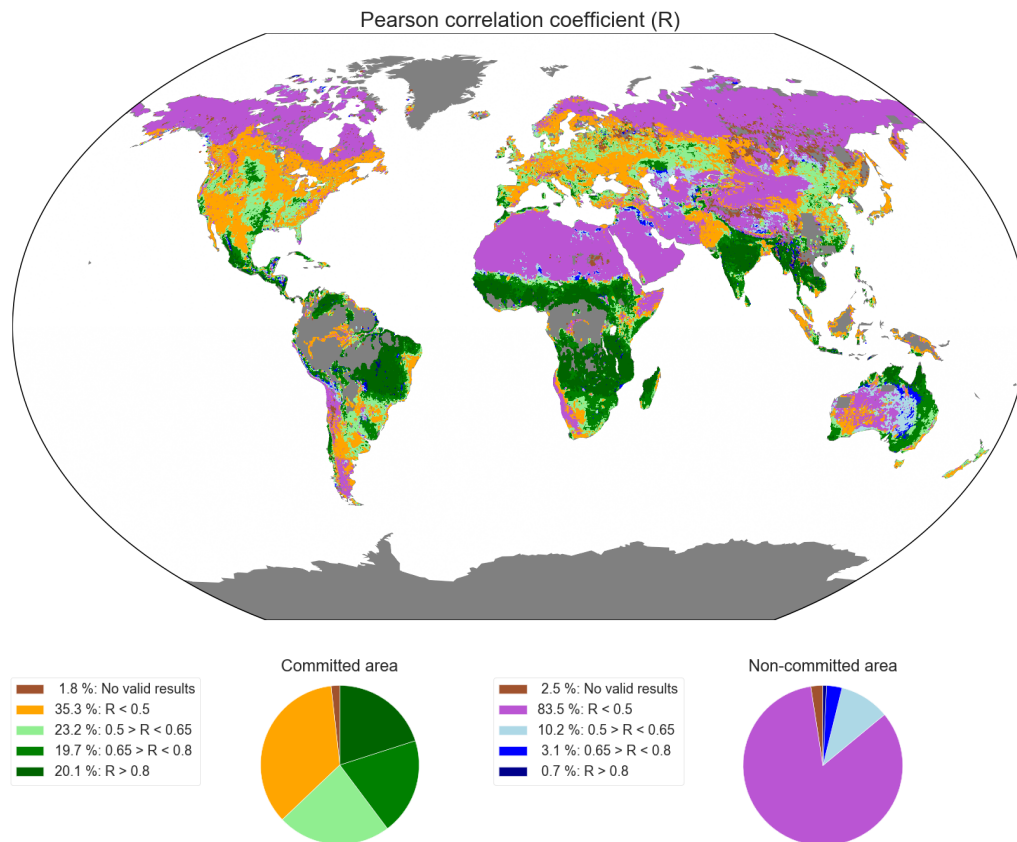 Pearson correlation coefficient (R)
Committed area
1.8 %: No valid results
35.3 %: R < 0.5
23.2 %: 0.5 > R < 0.65
19.7 %: 0.65 > R < 0.8
20.1 %: R > 0.8
Non-committed area
2.5 %: No valid results
83.5 %: R < 0.5
10.2 %: 0.5 > R < 0.65
3.1 %: 0.65 > R < 0.8
0.7 %: R > 0.8